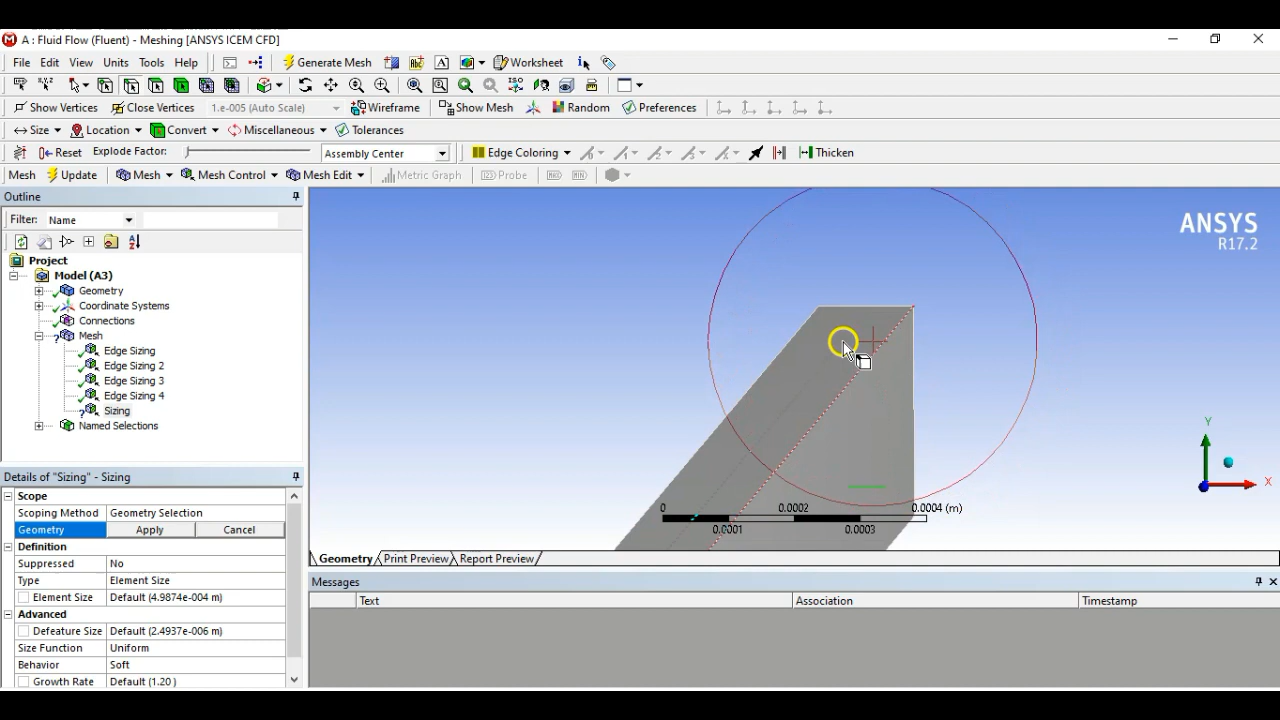 A : Fluid Flow (Fluent) - Meshing [ANSYS ICEM CFD]
File Edit View Units Tools Help Generate Mesh A Worksheet
ISO
Show Vertices Close Vertices 1.e-005 (Auto Scale) Wireframe Show Mesh Random Preferences
Size Location Convert Miscellaneous Tolerances
Reset Explode Factor: Assembly Center Edge Coloring Thicken
Mesh Update Mesh Mesh Control Mesh Edit Metric Graph Probe MAX MIN
Outline
Filter: Name
Project
Model (A3)
Geometry
Coordinate Systems
Connections
Mesh
Edge Sizing
Edge Sizing 2
Edge Sizing 3
Edge Sizing 4
Sizing
Named Selections
Details of "Sizing" - Sizing
Scope
Scoping Method Geometry Selection
Geometry Apply Cancel
Definition
Suppressed No
Type Element Size
Element Size Default (4.9874e-004 m)
Advanced
Defeature Size Default (2.4937e-006 m)
Size Function Uniform
Behavior Soft
Growth Rate Default (1.20 )
ANSYS
R17.2
Y
X
0 0.0002 0.0004 (m)
0.0001 0.0003
Geometry Print Preview Report Preview
Messages
Text Association Timestamp